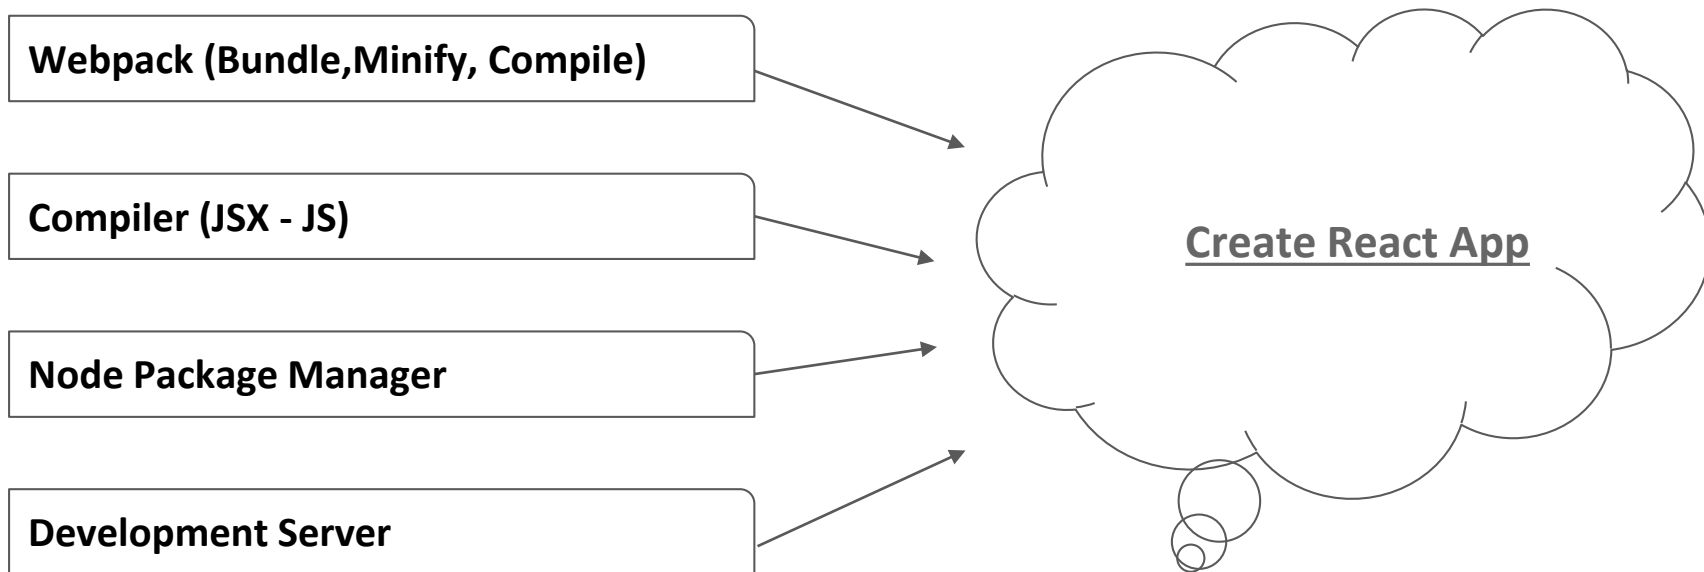 Webpack (Bundle,Minify, Compile)
Compiler (JSX - JS)
Create React App
Node Package Manager
Development Server